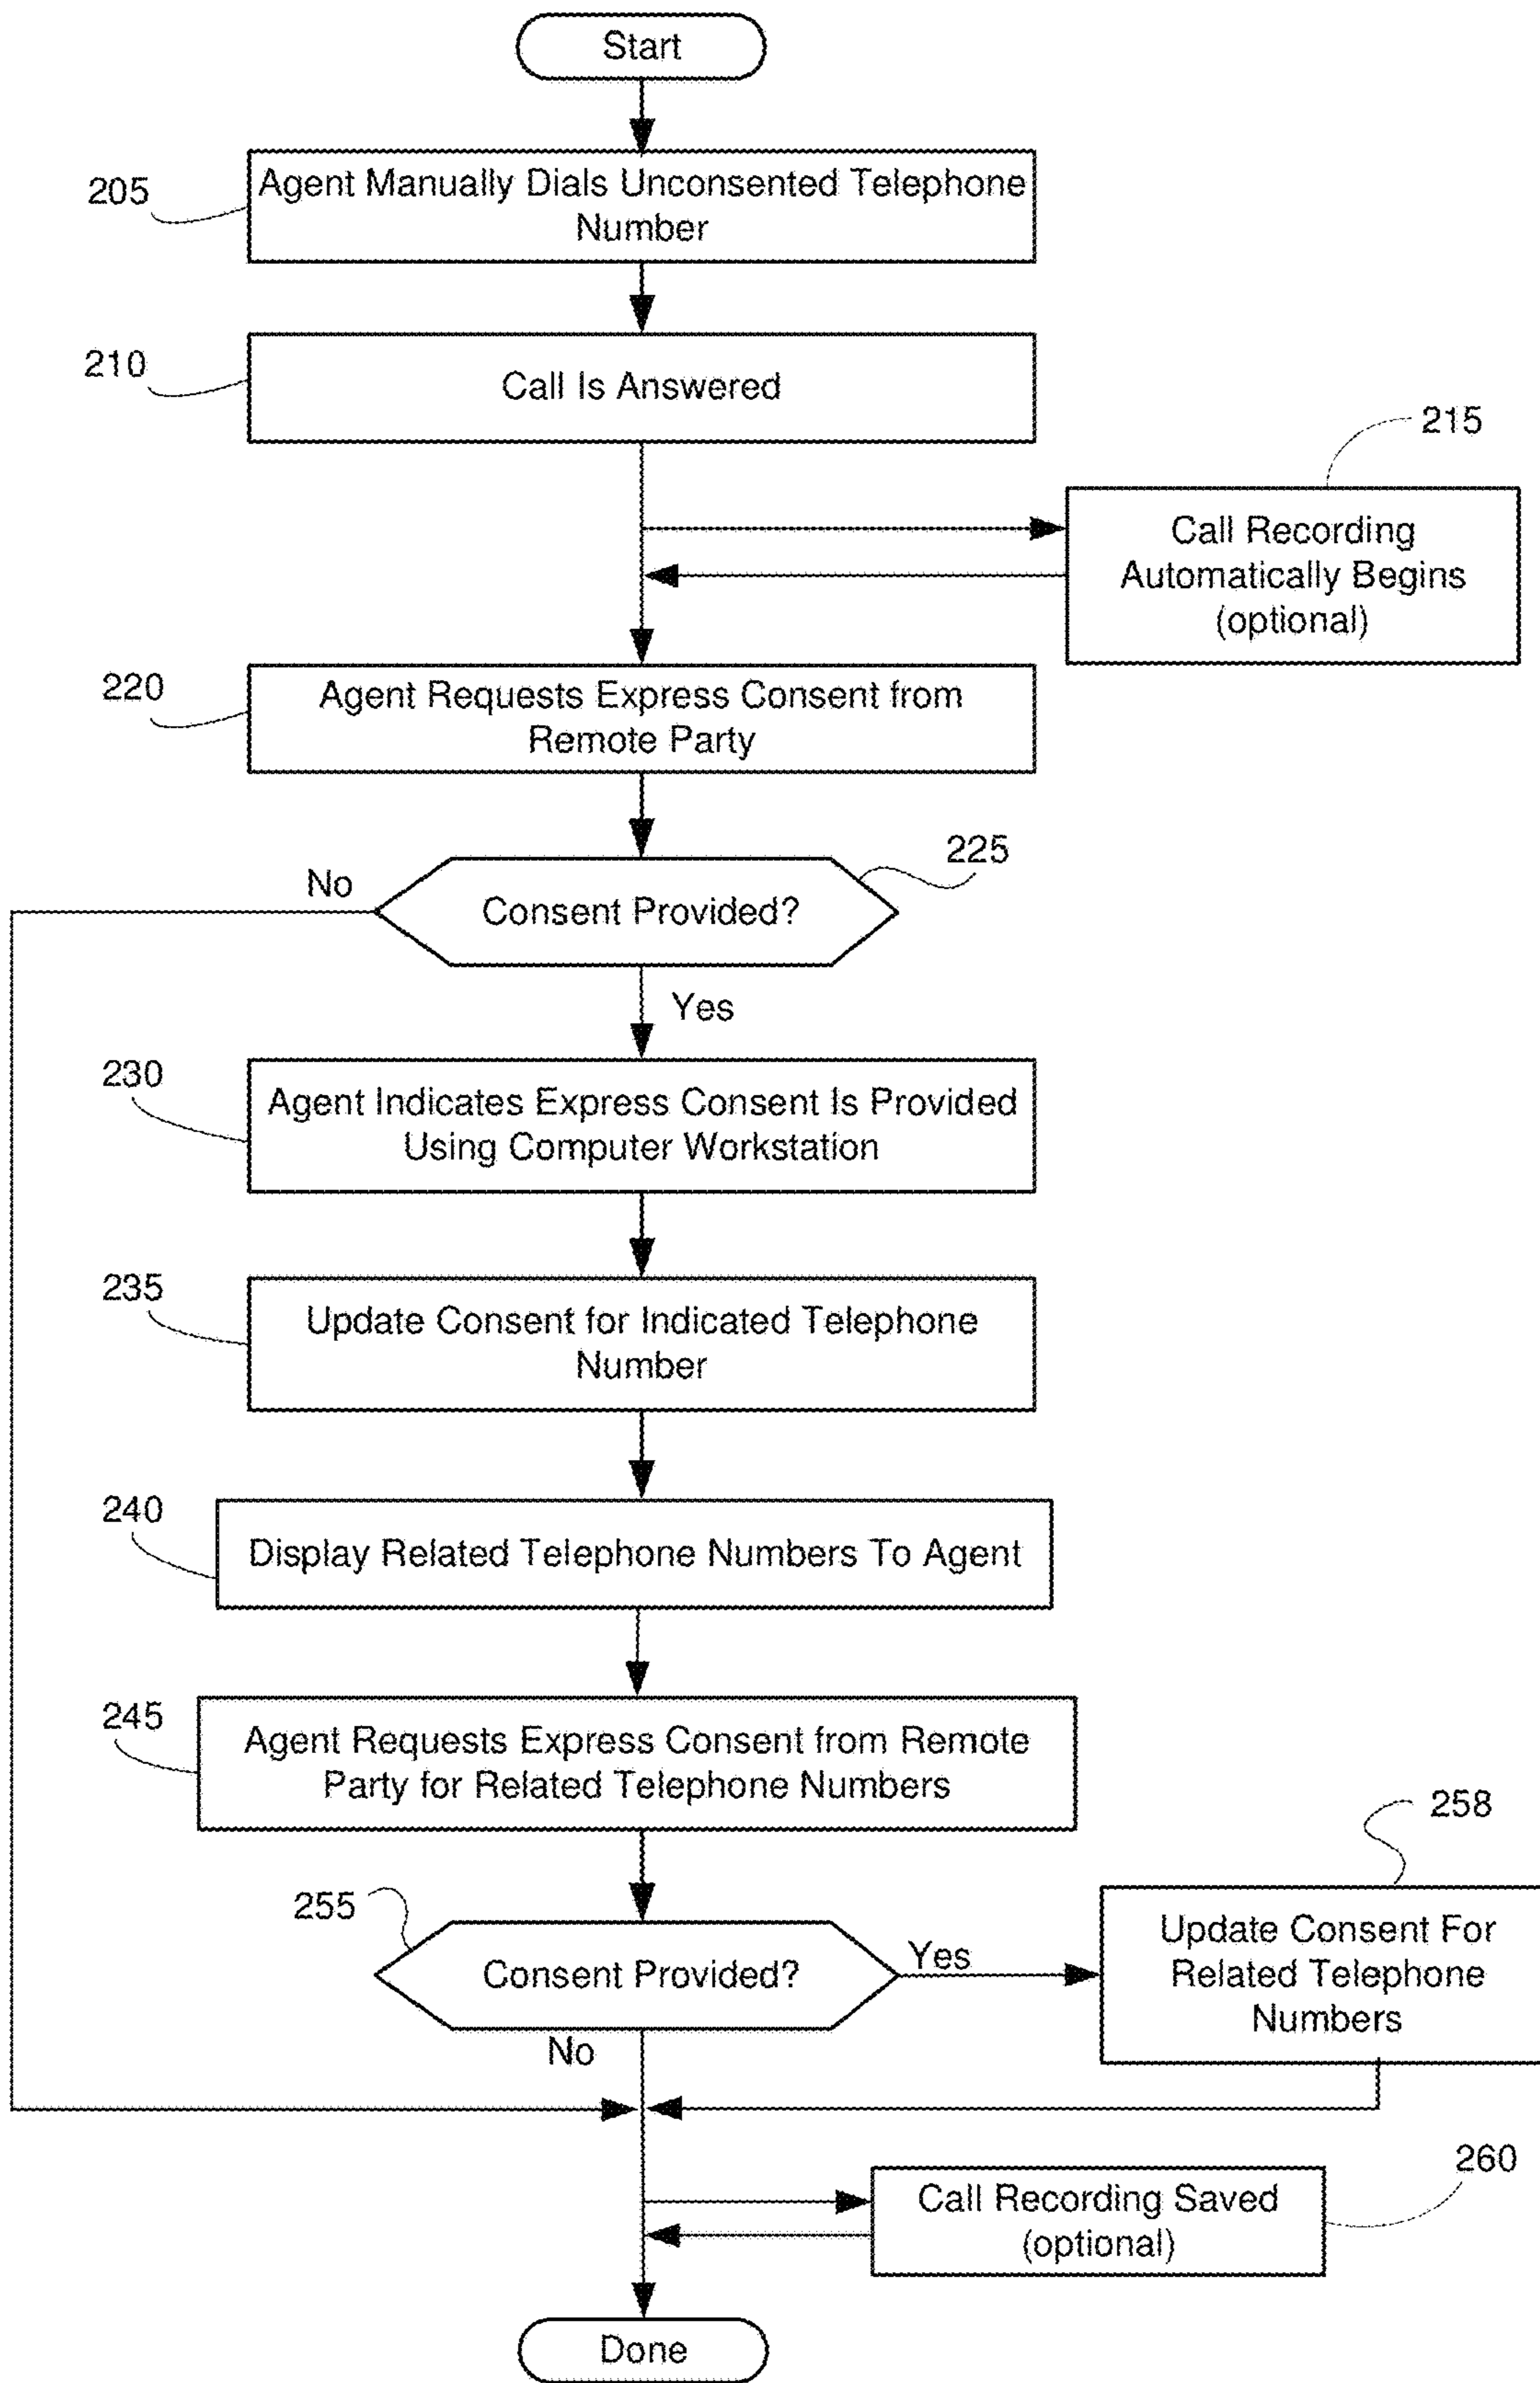 Start
205
Agent Manually Dials Unconsented Telephone
Number
210
Call Is Answered
215
Call Recording
Automatically Begins
(optional)
220
Agent Requests Express Consent from
Remote Party
225
No
Consent Provided?
Yes
230
Agent Indicates Express Consent Is Provided
Using Computer Workstation
235
Update Consent for Indicated Telephone
Number
240
Display Related Telephone Numbers To Agent
245
Agent Requests Express Consent from Remote
Party for Related Telephone Numbers
258
255
Consent Provided?
Yes
Update Consent For
Related Telephone
Numbers
No
260
Call Recording Saved
(optional)
Done